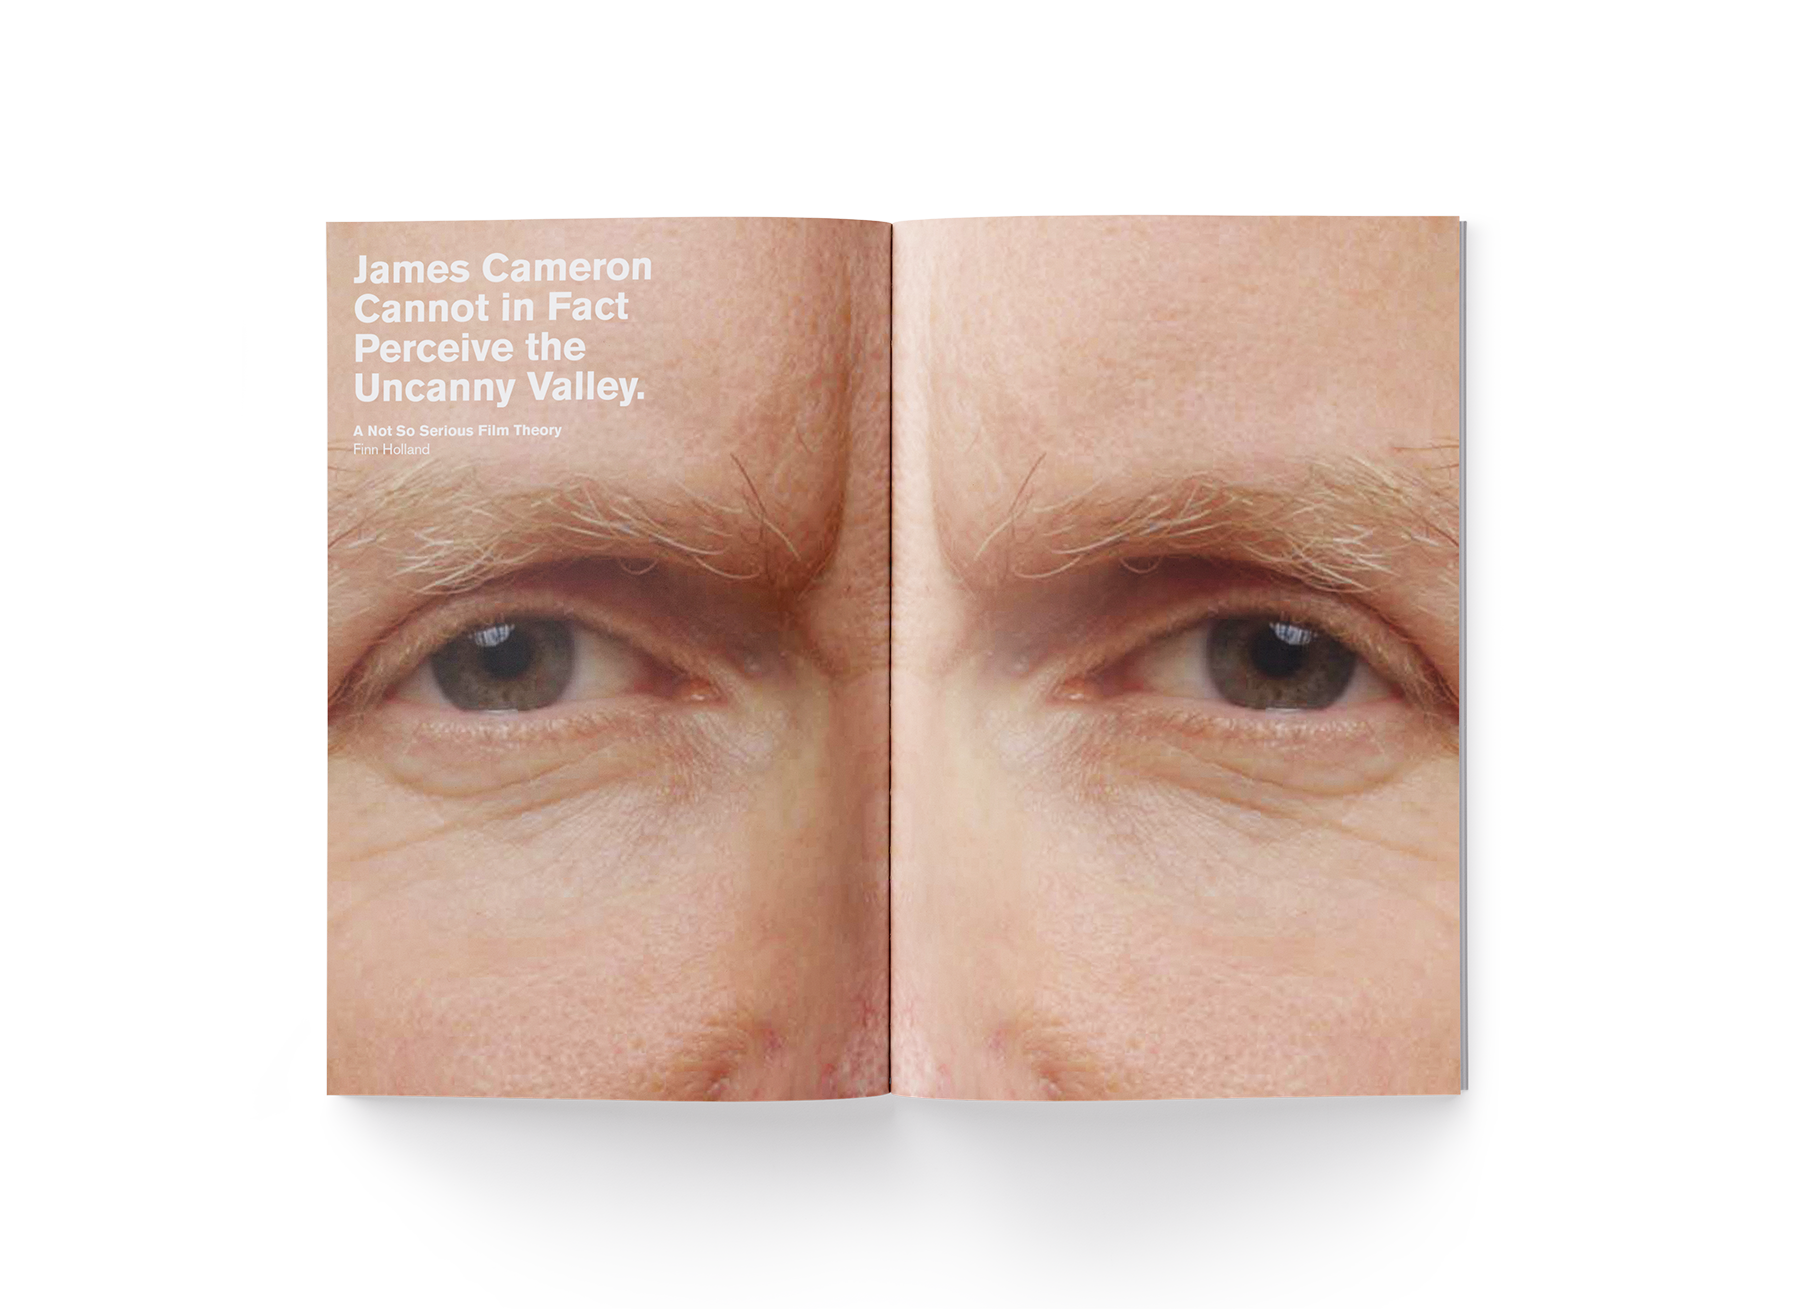 James Cameron
Cannot in Fact
Perceive the
Uncanny Valley.
A Not So Serious Film Theory
Finn Holland